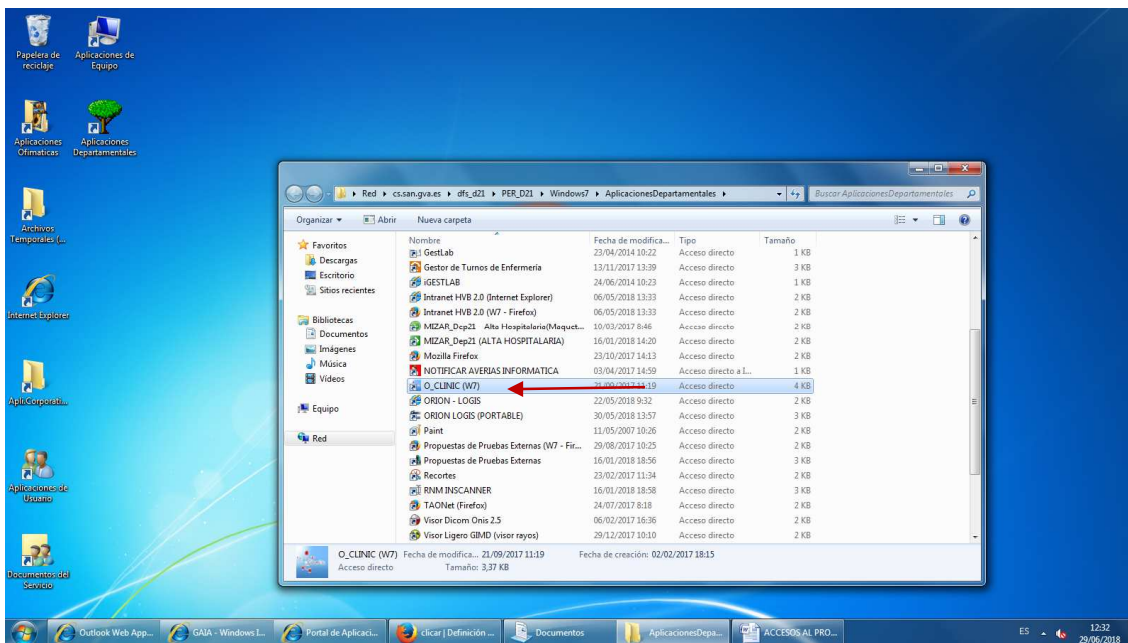 Papelera de
reciclaje
Aplicaciones de
Equipo
Aplicaciones
Ofimaticas
Aplicaciones
Departamentales
Archivos
Temporales (...
Internet Explorer
Apli.Corporati...
Aplicaciones de
Usuario
Documentos del
Servicio
Red ▸ cs.san.gva.es ▸ dfs_d21 ▸ PER_D21 ▸ Windows7 ▸ AplicacionesDepartamentales ▸
Buscar AplicacionesDepartamentales
Organizar Abrir Nueva carpeta
Favoritos
Descargas
Escritorio
Sitios recientes
Bibliotecas
Documentos
Imágenes
Música
Vídeos
Equipo
Red
Nombre Fecha de modifica... Tipo Tamaño
GestLab 23/04/2014 10:22 Acceso directo 1 KB
Gestor de Turnos de Enfermería 13/11/2017 13:39 Acceso directo 3 KB
iGESTLAB 24/06/2014 10:23 Acceso directo 1 KB
Intranet HVB 2.0 (Internet Explorer) 06/05/2018 13:33 Acceso directo 2 KB
Intranet HVB 2.0 (W7 - Firefox) 06/05/2018 13:33 Acceso directo 2 KB
MIZAR_Dep21 Alta Hospitalaria(Maquet... 10/03/2017 8:46 Acceso directo 2 KB
MIZAR_Dep21 (ALTA HOSPITALARIA) 16/01/2018 14:20 Acceso directo 2 KB
Mozilla Firefox 23/10/2017 14:13 Acceso directo 2 KB
NOTIFICAR AVERIAS INFORMATICA 03/04/2017 14:59 Acceso directo a I... 1 KB
O_CLINIC (W7) 21/09/2017 11:19 Acceso directo 4 KB
ORION - LOGIS 22/05/2018 9:32 Acceso directo 2 KB
ORION LOGIS (PORTABLE) 30/05/2018 13:57 Acceso directo 3 KB
Paint 11/05/2007 10:26 Acceso directo 2 KB
Propuestas de Pruebas Externas (W7 - Fir... 29/08/2017 10:25 Acceso directo 2 KB
Propuestas de Pruebas Externas 16/01/2018 18:56 Acceso directo 3 KB
Recortes 23/02/2017 11:34 Acceso directo 2 KB
RNM INSCANNER 16/01/2018 18:58 Acceso directo 3 KB
TAONet (Firefox) 24/07/2017 8:18 Acceso directo 2 KB
Visor Dicom Onis 2.5 06/02/2017 16:36 Acceso directo 2 KB
Visor Ligero GIMD (visor rayos) 29/12/2017 10:10 Acceso directo 2 KB
O_CLINIC (W7) Fecha de modifica... 21/09/2017 11:19 Fecha de creación: 02/02/2017 18:15
Acceso directo Tamaño: 3,37 KB
Outlook Web App... GAIA - Windows I... Portal de Aplicaci... clicar | Definición ... Documentos AplicacionesDepa... ACCESOS AL PRO... ES 12:32
29/06/2018